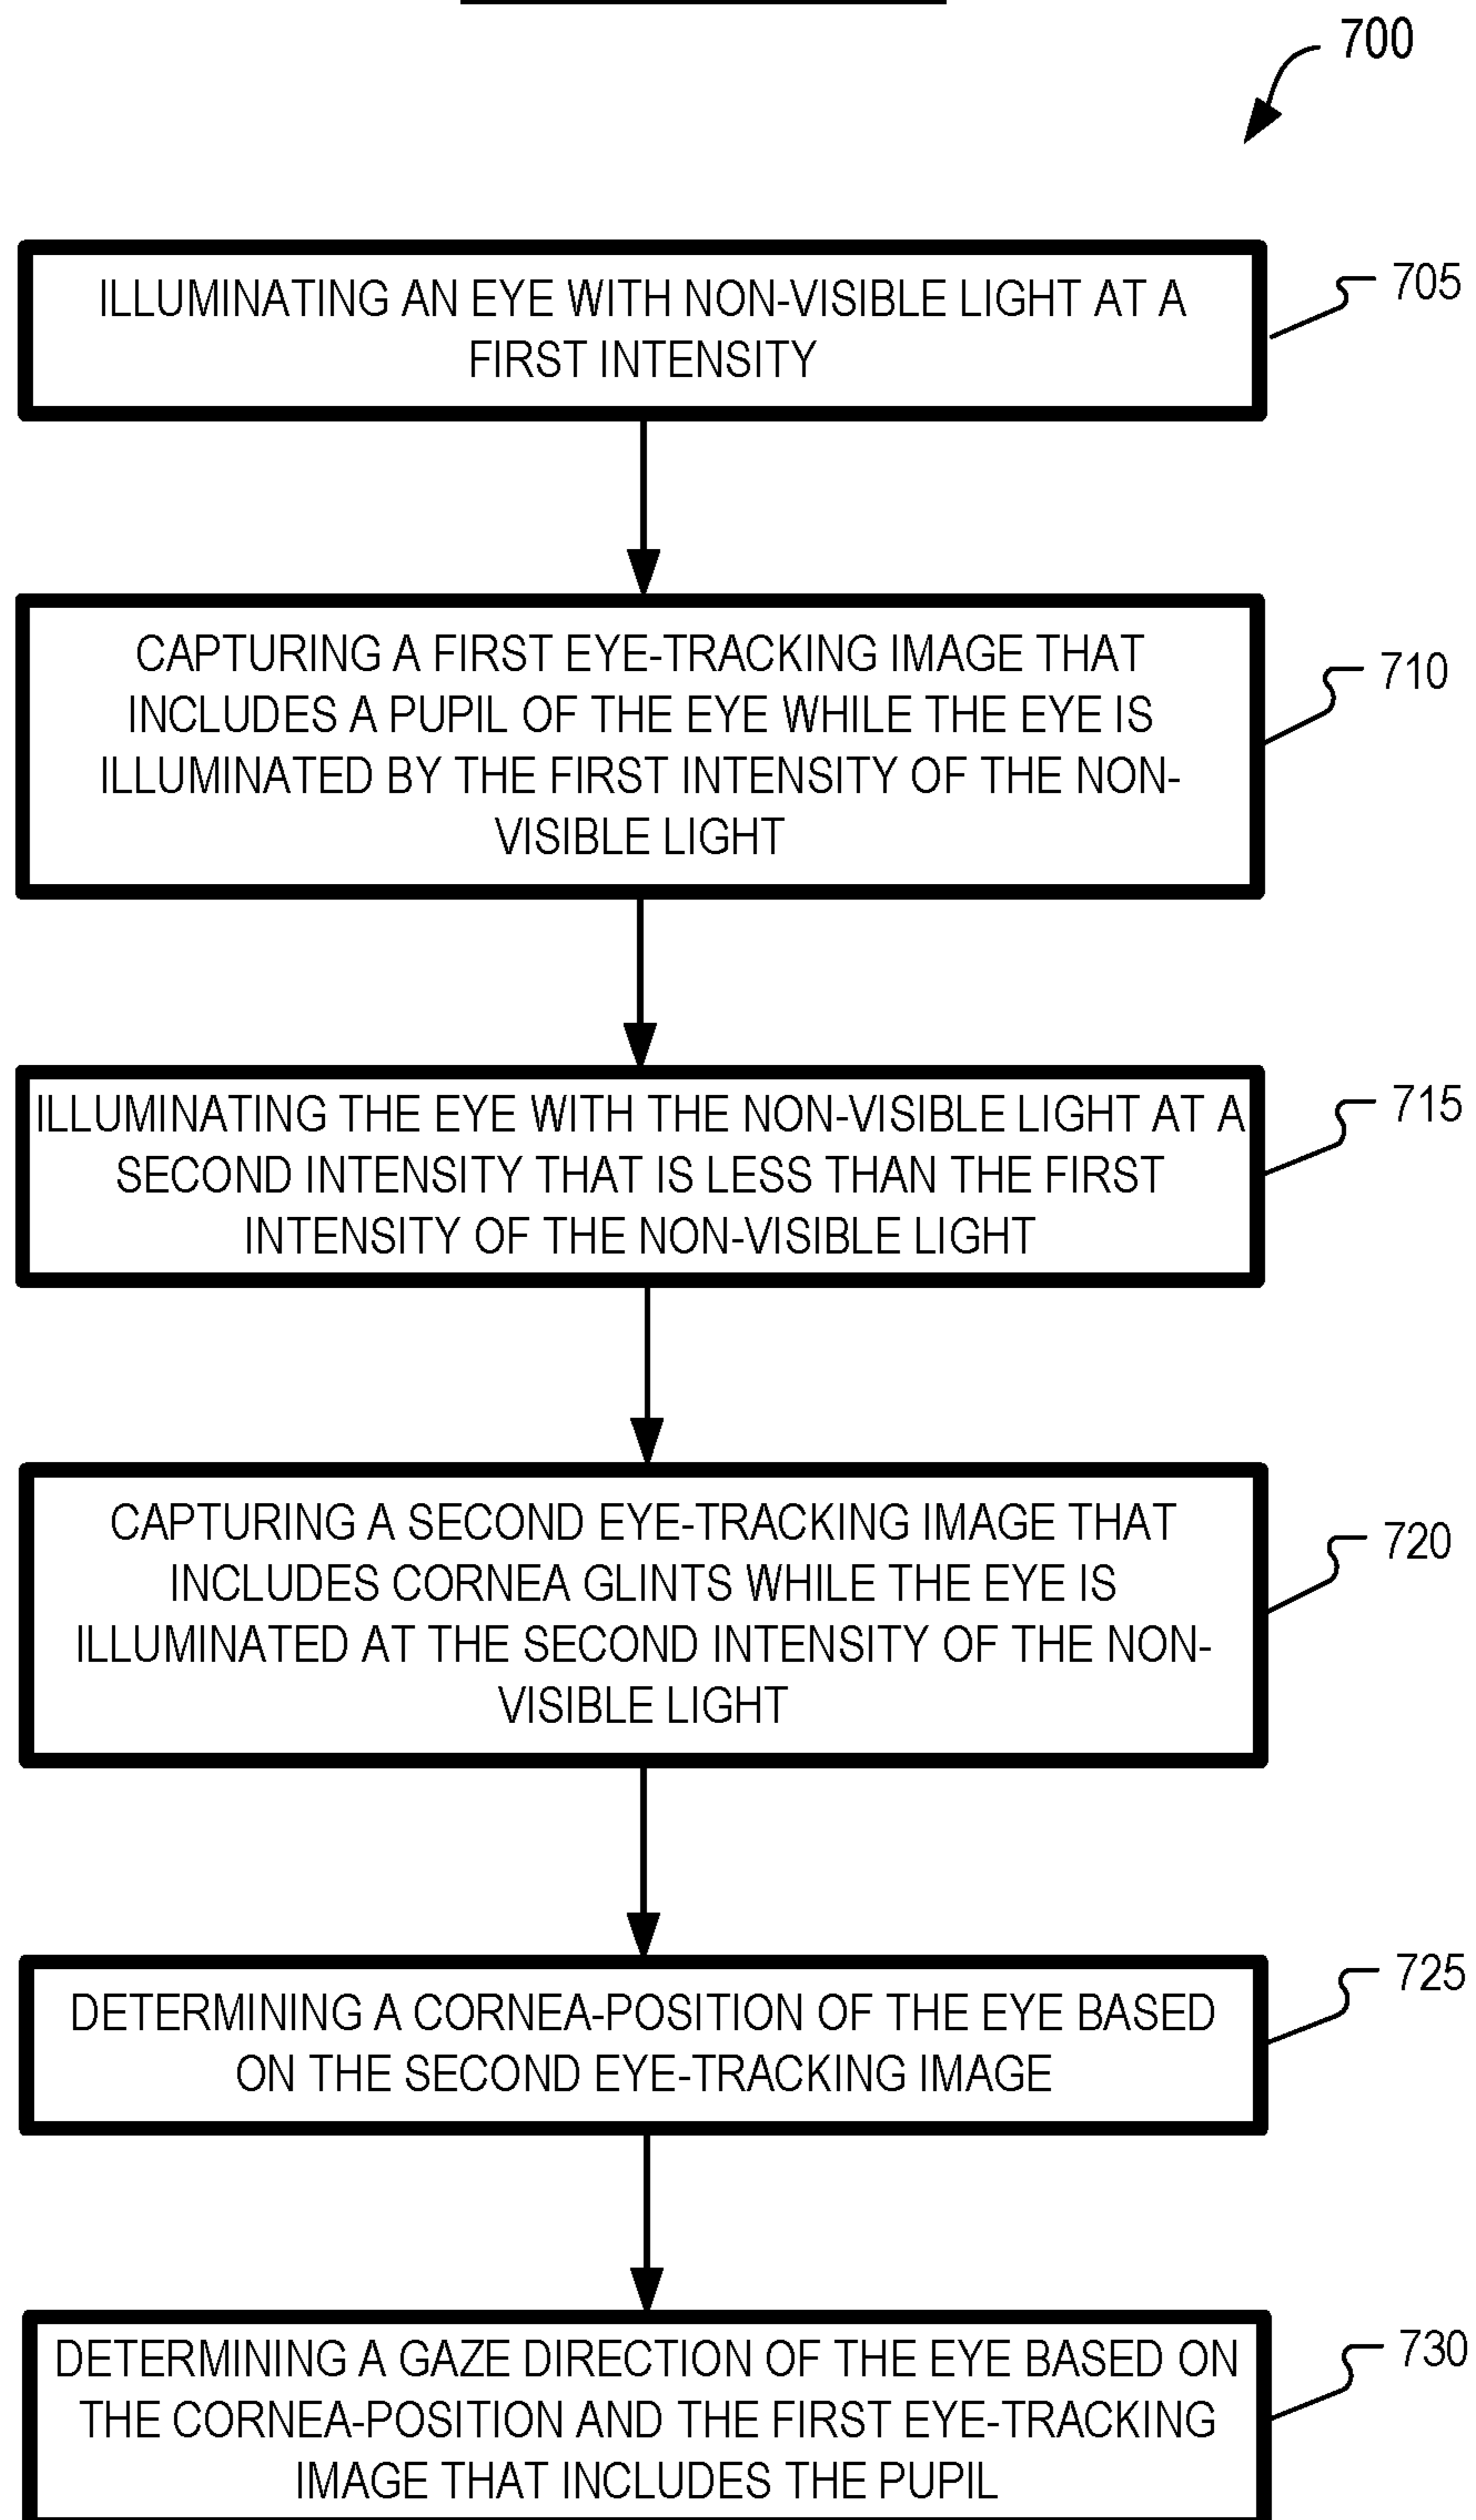 700
ILLUMINATING AN EYE WITH NON-VISIBLE LIGHT AT A
FIRST INTENSITY
705
CAPTURING A FIRST EYE-TRACKING IMAGE THAT
INCLUDES A PUPIL OF THE EYE WHILE THE EYE IS
ILLUMINATED BY THE FIRST INTENSITY OF THE NON-
VISIBLE LIGHT
710
ILLUMINATING THE EYE WITH THE NON-VISIBLE LIGHT AT A
SECOND INTENSITY THAT IS LESS THAN THE FIRST
INTENSITY OF THE NON-VISIBLE LIGHT
715
CAPTURING A SECOND EYE-TRACKING IMAGE THAT
INCLUDES CORNEA GLINTS WHILE THE EYE IS
ILLUMINATED AT THE SECOND INTENSITY OF THE NON-
VISIBLE LIGHT
720
DETERMINING A CORNEA-POSITION OF THE EYE BASED
ON THE SECOND EYE-TRACKING IMAGE
725
DETERMINING A GAZE DIRECTION OF THE EYE BASED ON
THE CORNEA-POSITION AND THE FIRST EYE-TRACKING
IMAGE THAT INCLUDES THE PUPIL
730